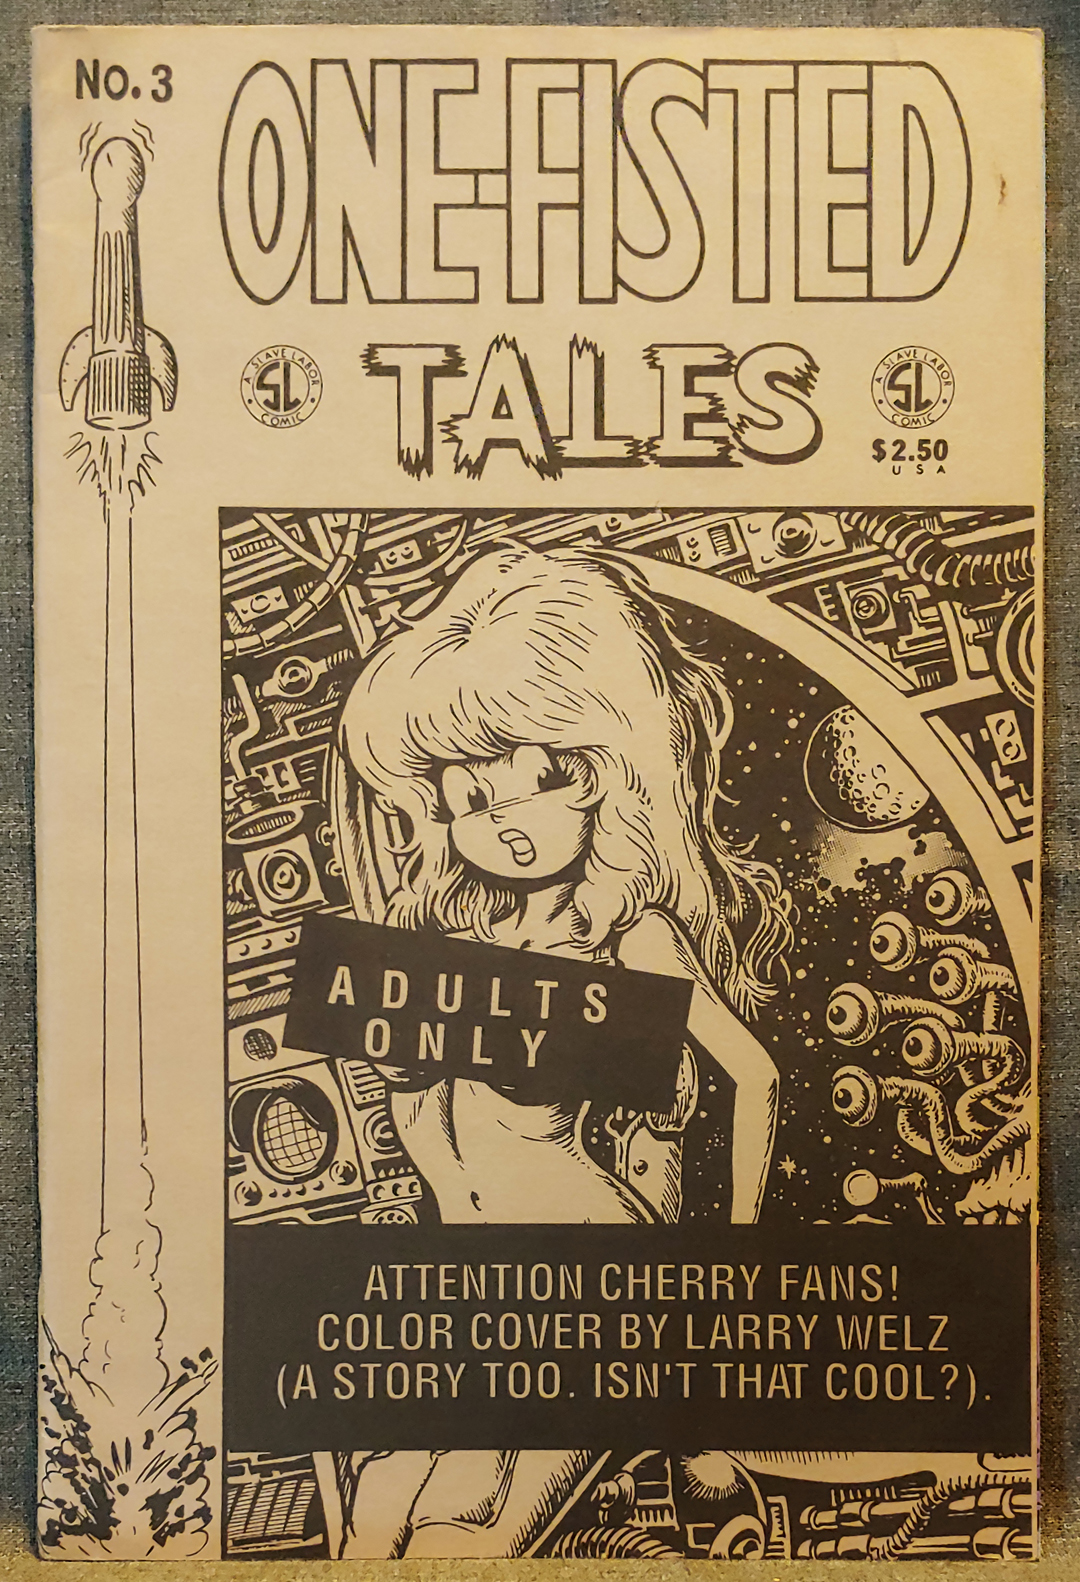 NO. 3
ONE-FISTED
TALES
A SLAVE LABOR
SL
COMIC
A SLAVE LABOR
SL
COMIC
$2.50
USA
ADULTS
ONLY
ATTENTION CHERRY FANS!
COLOR COVER BY LARRY WELZ
(A STORY TOO. ISN'T THAT COOL?).